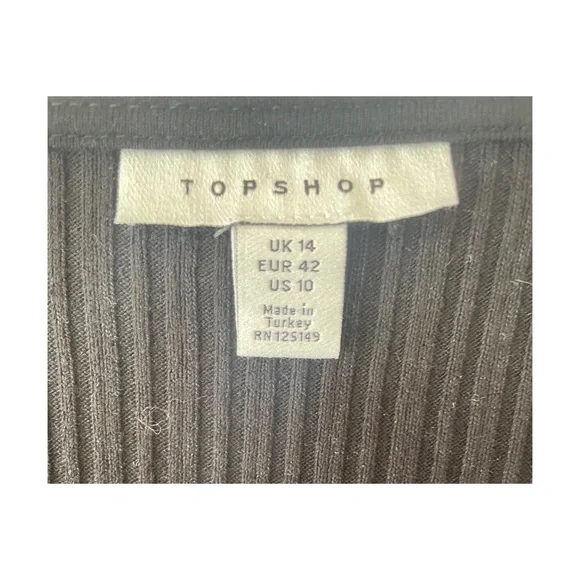 TOPSHOP
UK 14
EUR 42
US 10
Made in
Turkey
RN125149